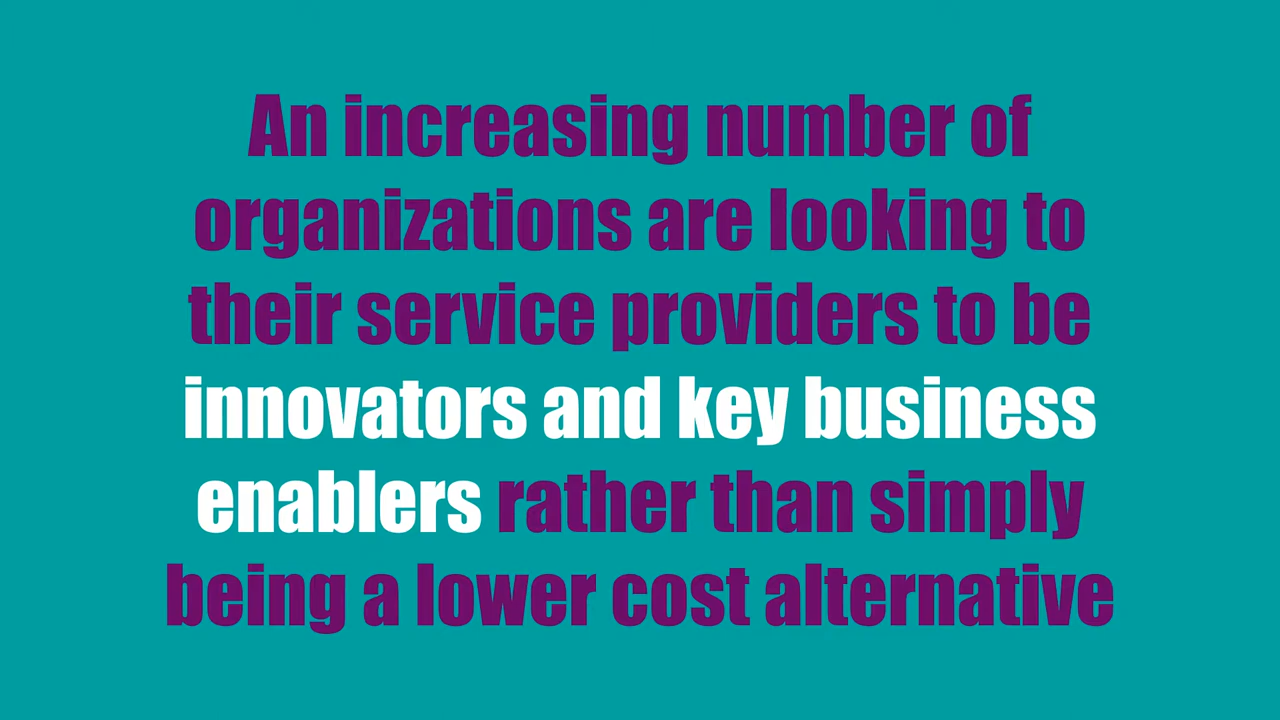 An increasing number of
organizations are looking to
their service providers to be
innovators and key business
enablers rather than simply
being a lower cost alternative